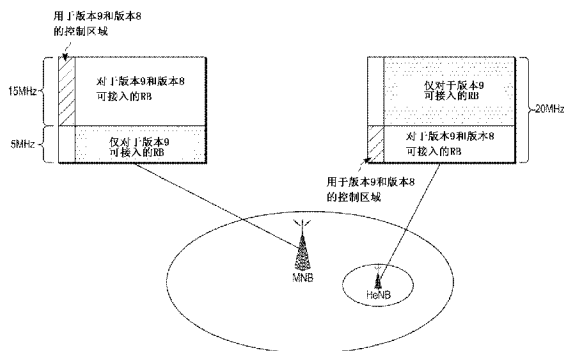 用于版本9和版本8
的控制区域
15MHz
对于版本9和版本8
可接入的RB
5MHz
仅对于版本9
可接入的RB
仅对于版本9
可接入的RB
20MHz
对于版本9和版本8
可接入的RB
用于版本9和版本8
的控制区域
MNB
HeNB